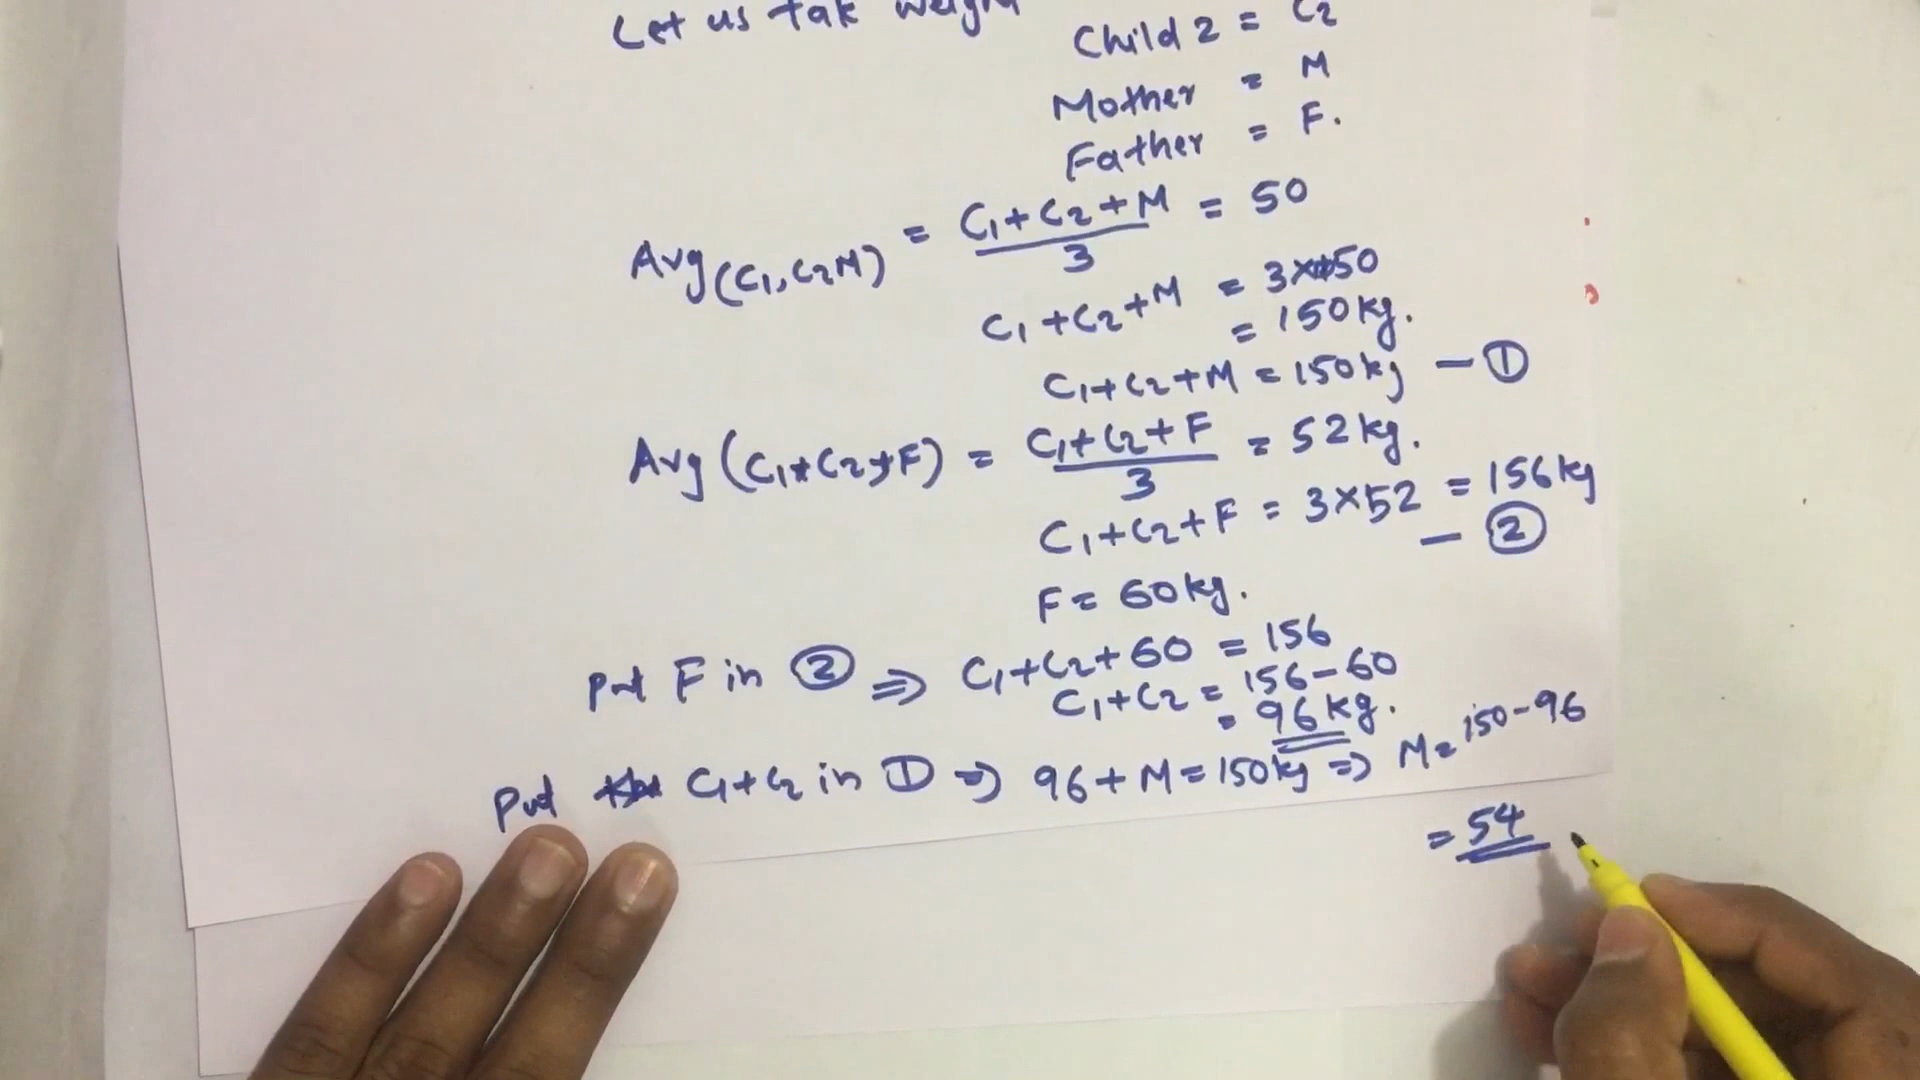 Let us tak weight
Child 2 = C2
Mother = M
Father = F.
Avg(C1,C2M) = C1+C2+M/3 = 50
C1+C2+M = 3×50
= 150kg.
C1+C2+M = 150kg — ①
Avg(C1+C2+F) = C1+C2+F/3 = 52kg.
C1+C2+F = 3×52 = 156kg
— ②
F = 60kg.
Put F in ② ⇒ C1+C2+60 = 156
C1+C2 = 156-60
= 96kg.
Put C1+C2 in ① ⇒ 96+M = 150kg ⇒ M = 150-96
= 54